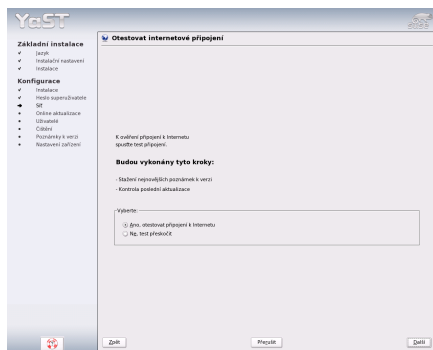 YaST
SUSE
Základní instalace
Jazyk
Instalační nastavení
Instalace
Konfigurace
Instalace
Heslo superuživatele
Síť
Online aktualizace
Uživatelé
Čištění
Poznámky k verzi
Nastavení zařízení
Otestovat internetové připojení
K ověření připojení k Internetu
spusťte test připojení.
Budou vykonány tyto kroky:
- Stažení nejnovějších poznámek k verzi
- Kontrola poslední aktualizace
Vyberte:
Ano, otestovat připojení k Internetu
Ne, test přeskočit
Zpět
Přerušit
Další